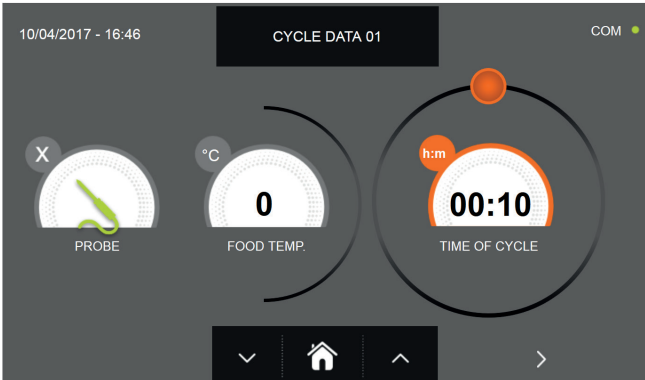 10/04/2017 - 16:46
CYCLE DATA 01
COM
X
°C
h:m
0
00:10
PROBE
FOOD TEMP.
TIME OF CYCLE